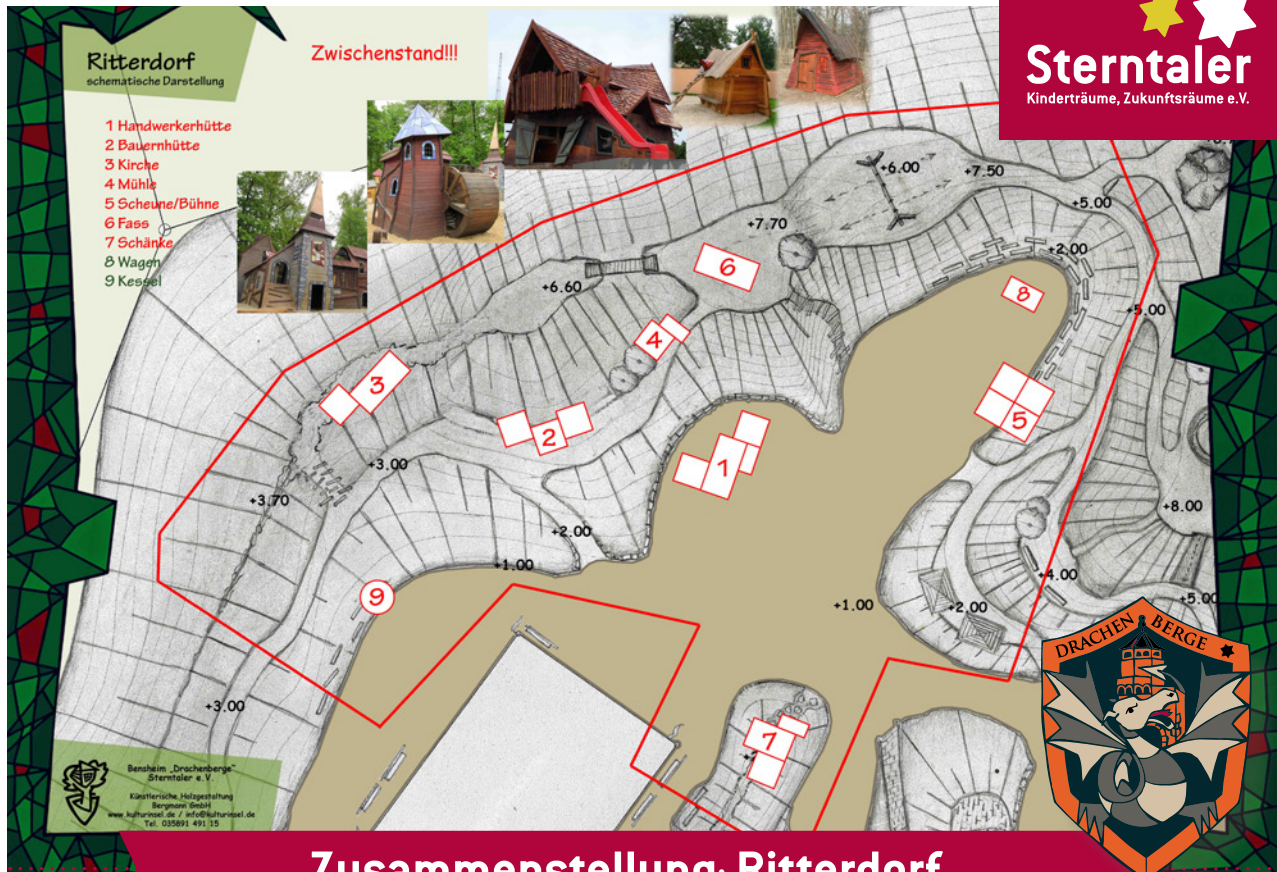 Ritterdorf
schematische Darstellung
Zwischenstand!!!
Sterntaler
Kinderträume, Zukunftsräume e.V.
1 Handwerkerhütte
2 Bauernhütte
3 Kirche
4 Mühle
5 Scheune/Bühne
6 Fass
7 Schänke
8 Wagen
9 Kessel
+6.00
+7.50
+5.00
+7.70
+2.00
6
+6.60
8
+5.00
4
3
5
2
1
+3.00
+3.70
+8.00
+2.00
+1.00
+4.00
9
+1.00
+2.00
+5.00
DRACHEN BERGE
+3.00
7
Bensheim „Drachenberge"
Sterntaler e.V.
Künstlerische Holzgestaltung
Bergmann GmbH
www.kulturinsel.de / info@kulturinsel.de
Tel. 035891 491 15
Zusammenstellung: Ritterdorf